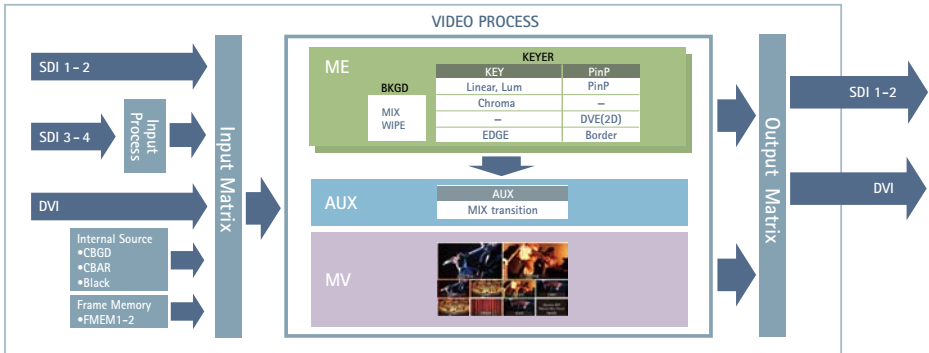 VIDEO PROCESS
SDI 1-2
SDI 3-4
Input Process
DVI
Internal Source
•CBGD
•CBAR
•Black
Frame Memory
•FMEM1-2
Input Matrix
ME
KEYER
KEY PinP
Linear, Lum PinP
Chroma –
– DVE(2D)
EDGE Border
BKGD
MIX
WIPE
AUX
AUX
MIX transition
MV
Output Matrix
SDI 1-2
DVI